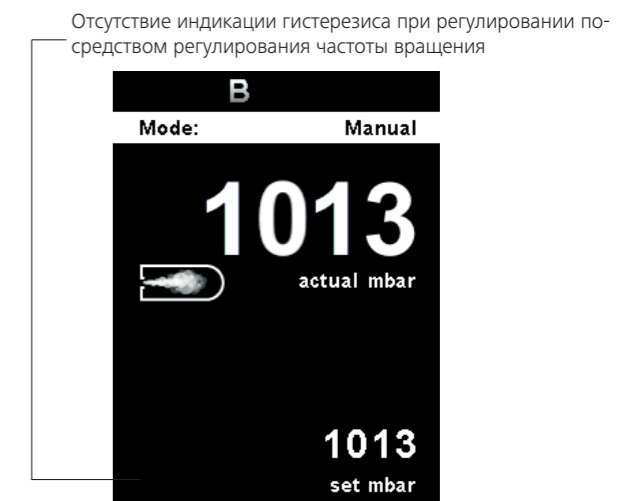 Отсутствие индикации гистерезиса при регулировании по-
средством регулирования частоты вращения
B
Mode: Manual
1013
actual mbar
1013
set mbar